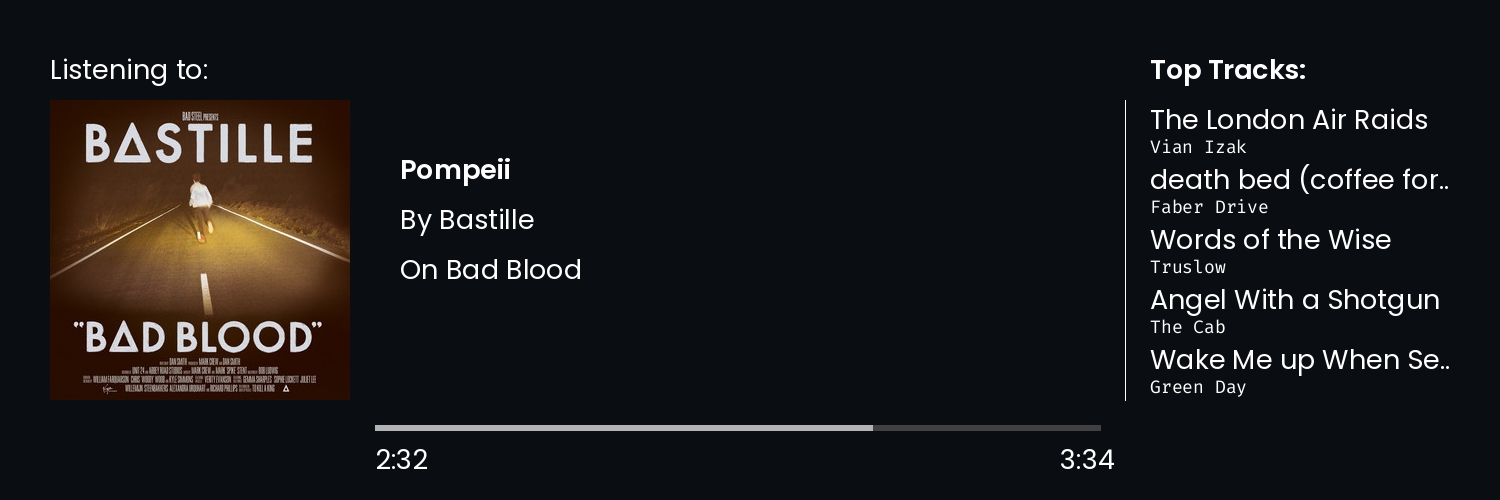 Listening to:
BAD STEEL PRESENTS
BASTILLE
"BAD BLOOD"
Pompeii
By Bastille
On Bad Blood
2:32
3:34
Top Tracks:
The London Air Raids
Vian Izak
death bed (coffee for..
Faber Drive
Words of the Wise
Truslow
Angel With a Shotgun
The Cab
Wake Me up When Se..
Green Day